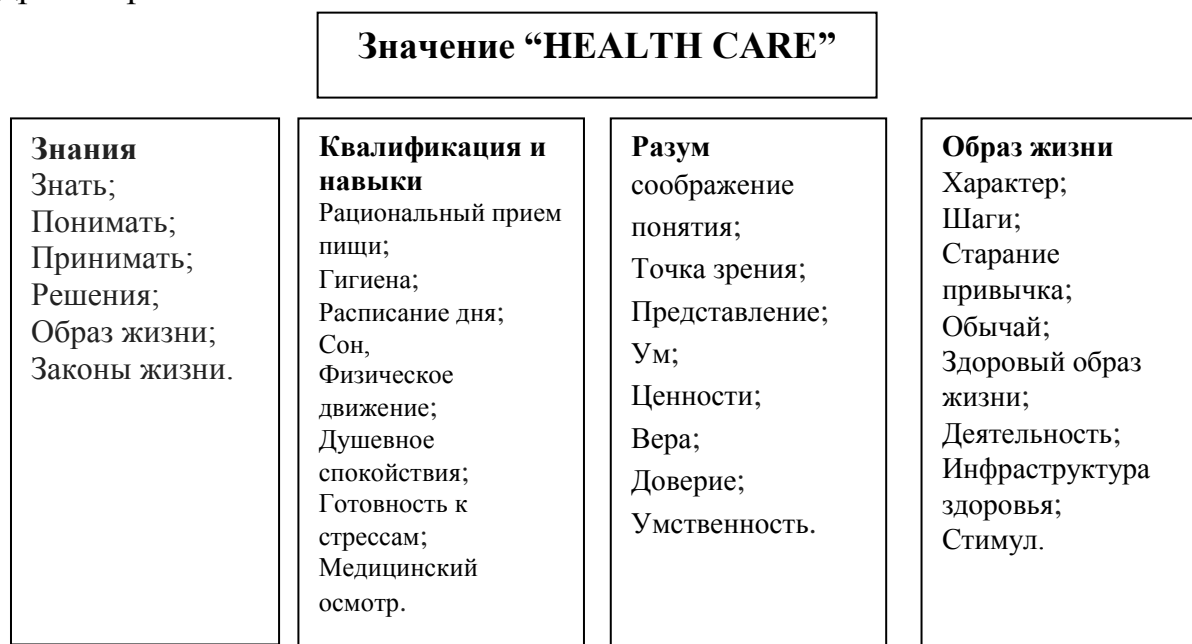 Значение “HEALTH CARE”
Знания
Знать;
Понимать;
Принимать;
Решения;
Образ жизни;
Законы жизни.
Квалификация и
навыки
Рациональный прием
пищи;
Гигиена;
Расписание дня;
Сон,
Физическое
движение;
Душевное
спокойствия;
Готовность к
стрессам;
Медицинский
осмотр.
Разум
соображение
понятия;
Точка зрения;
Представление;
Ум;
Ценности;
Вера;
Доверие;
Умственность.
Образ жизни
Характер;
Шаги;
Старание
привычка;
Обычай;
Здоровый образ
жизни;
Деятельность;
Инфраструктура
здоровья;
Стимул.